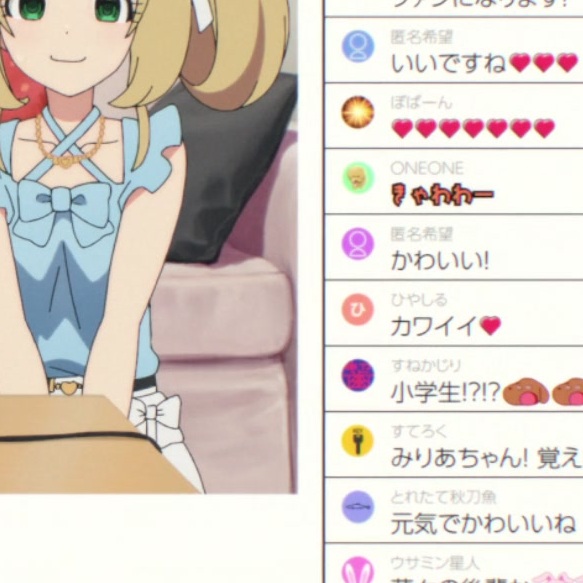 ファンになります!
匿名希望
いいですね❤❤❤
ぽぱーん
❤❤❤❤❤❤❤
ONEONE
きゃわわー
匿名希望
かわいい!
ひ
ひやしる
カワイイ❤
すねかじり
小学生!?!?
すてろく
みりあちゃん! 覚え
とれたて秋刀魚
元気でかわいいね
ウサミン星人